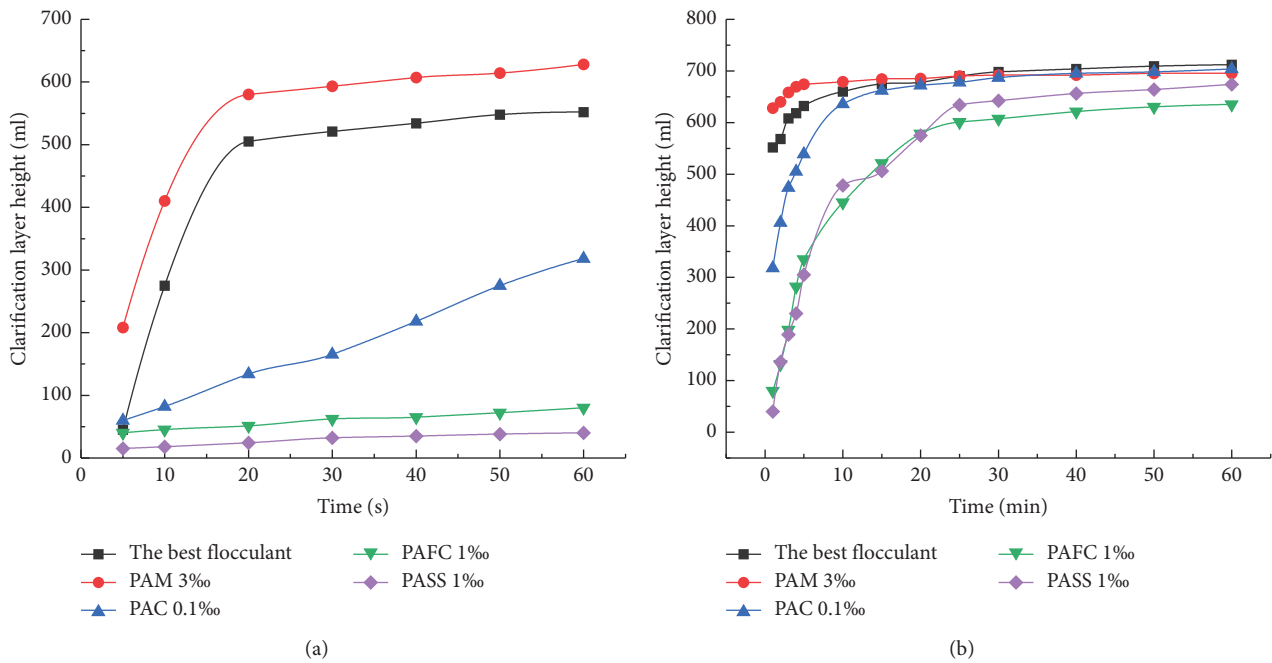 700
600
500
400
300
200
100
0
Clarification layer height (ml)
0 10 20 30 40 50 60
Time (s)
The best flocculant
PAM 3‰
PAC 0.1‰
PAFC 1‰
PASS 1‰
(a)
800
700
600
500
400
300
200
100
0
Clarification layer height (ml)
0 10 20 30 40 50 60
Time (min)
The best flocculant
PAM 3‰
PAC 0.1‰
PAFC 1‰
PASS 1‰
(b)